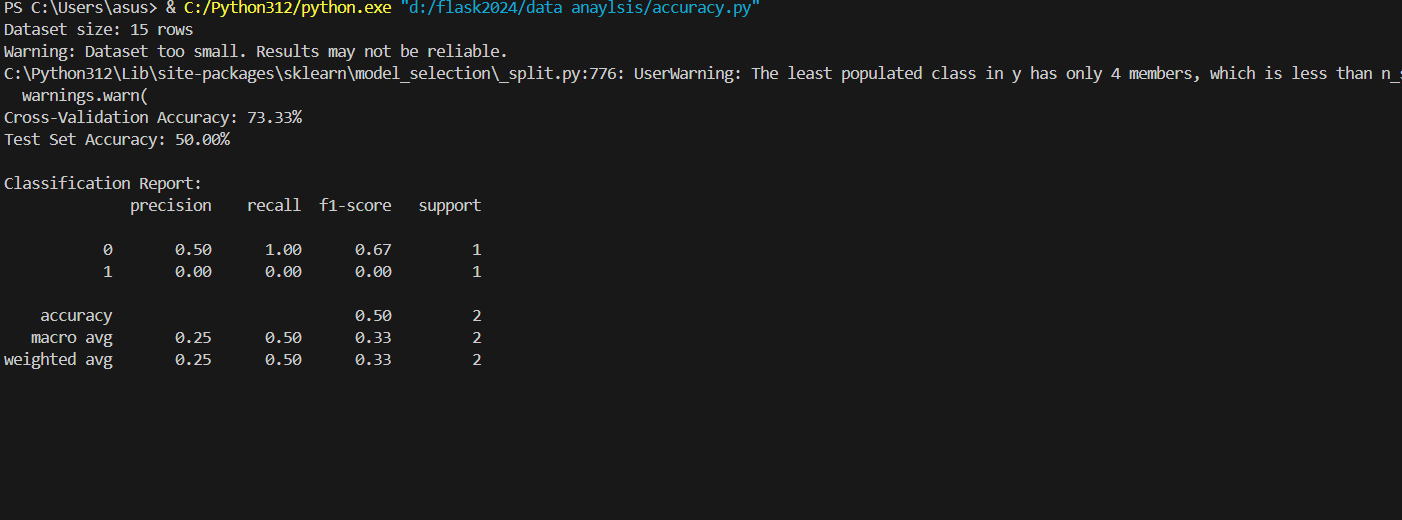 PS C:\Users\asus> & C:/Python312/python.exe "d:/flask2024/data anaylsis/accuracy.py"
Dataset size: 15 rows
Warning: Dataset too small. Results may not be reliable.
C:\Python312\Lib\site-packages\sklearn\model_selection\_split.py:776: UserWarning: The least populated class in y has only 4 members, which is less than n_s
  warnings.warn(
Cross-Validation Accuracy: 73.33%
Test Set Accuracy: 50.00%

Classification Report:
              precision    recall  f1-score   support

           0       0.50      1.00      0.67         1
           1       0.00      0.00      0.00         1

    accuracy                           0.50         2
   macro avg       0.25      0.50      0.33         2
weighted avg       0.25      0.50      0.33         2